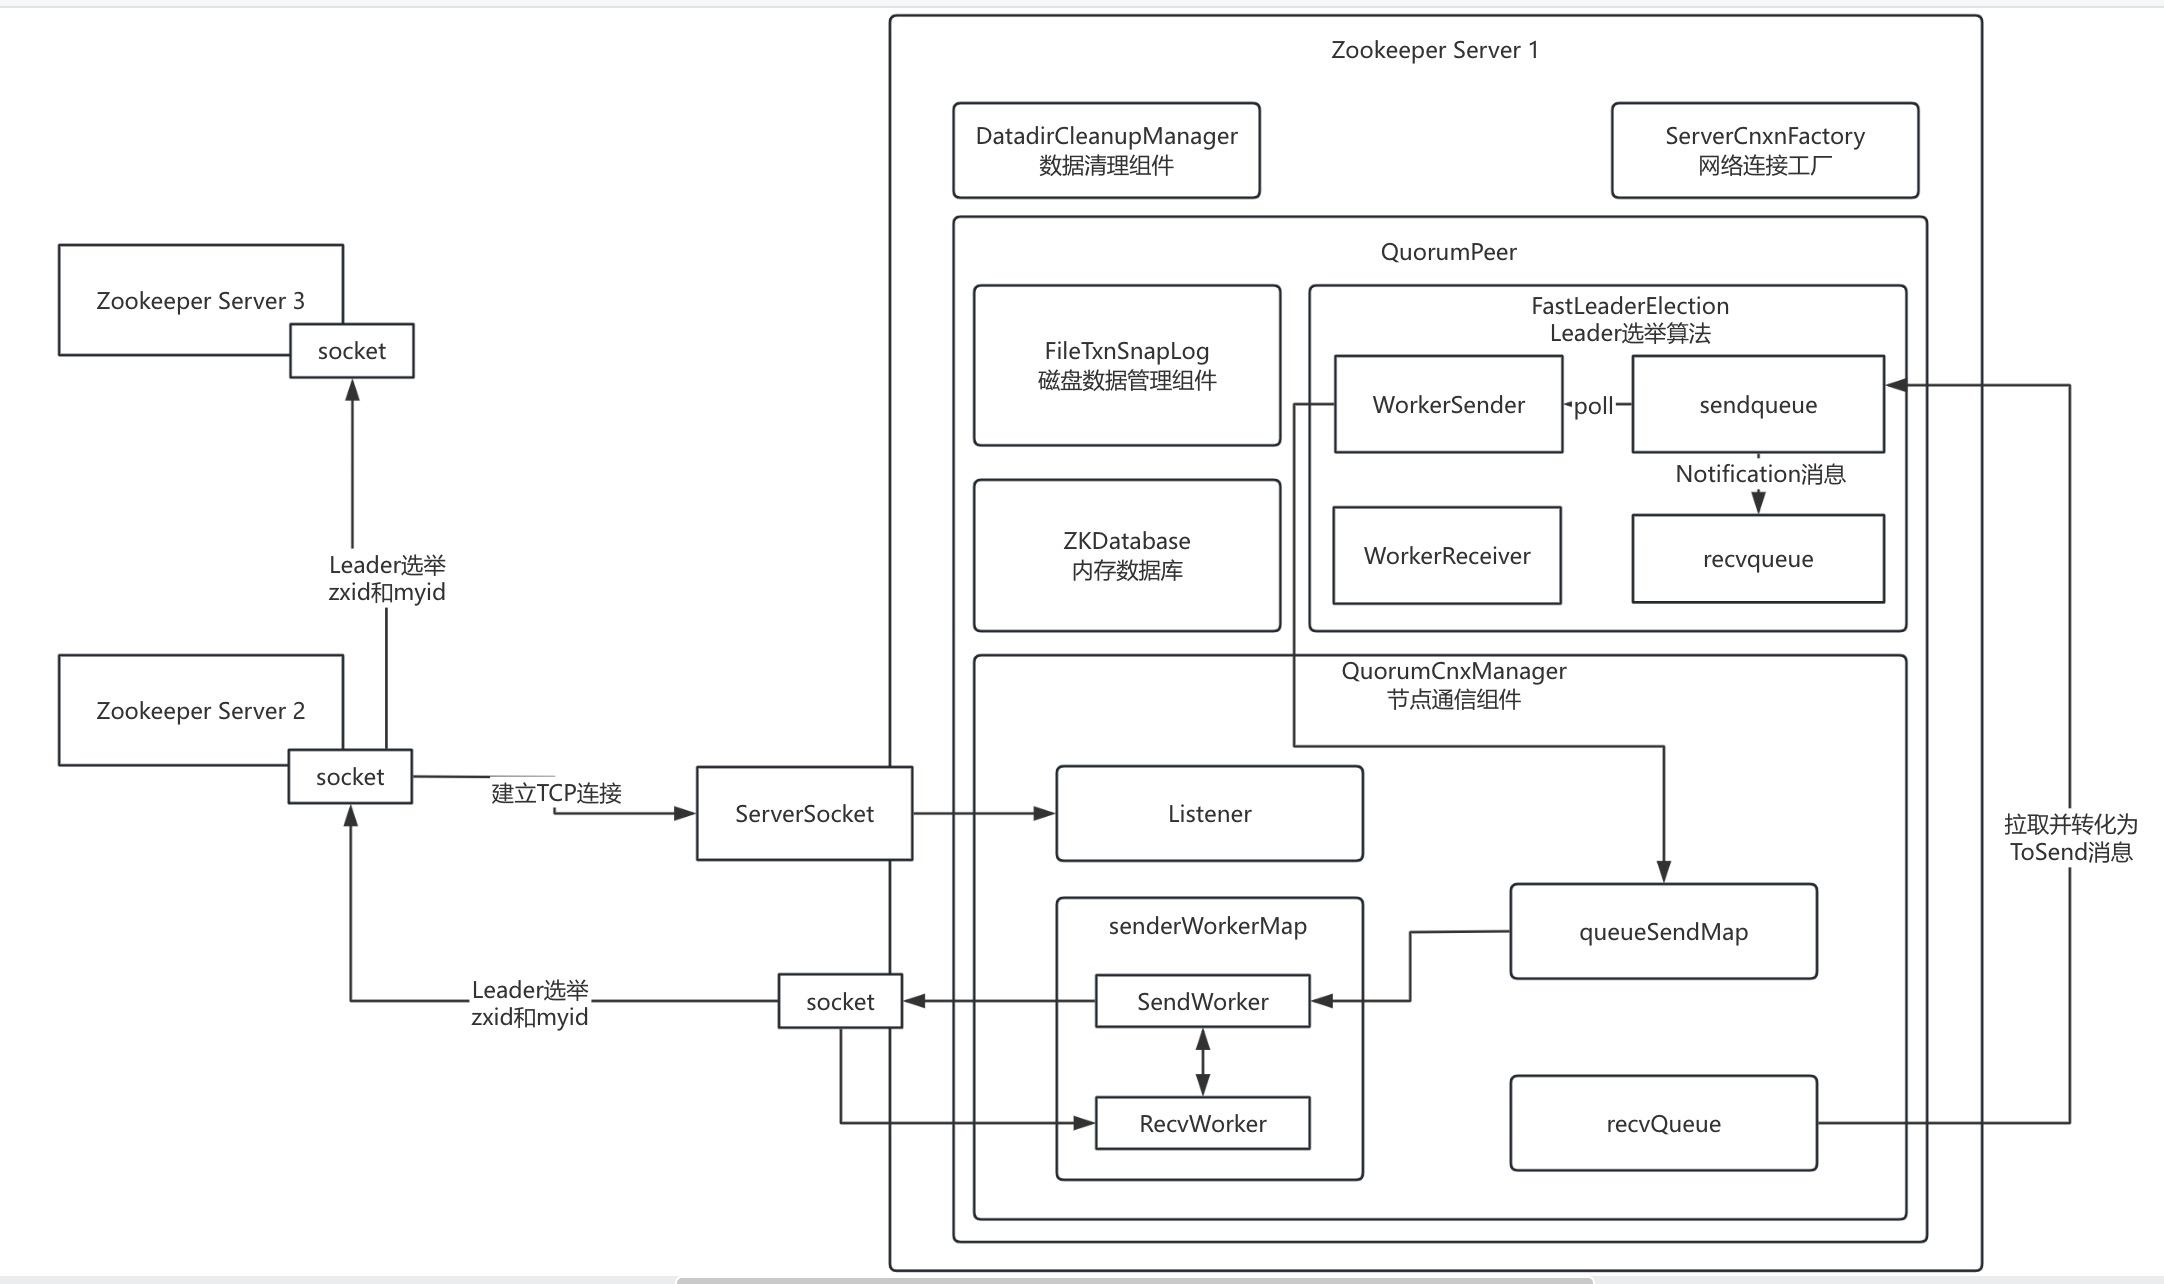 Zookeeper Server 1
DatadirCleanupManager
数据清理组件
ServerCnxnFactory
网络连接工厂
QuorumPeer
FileTxnSnapLog
磁盘数据管理组件
FastLeaderElection
Leader选举算法
WorkerSender
poll
sendqueue
Notification消息
WorkerReceiver
recvqueue
ZKDatabase
内存数据库
Zookeeper Server 3
socket
Leader选举
zxid和myid
Zookeeper Server 2
socket
建立TCP连接
ServerSocket
QuorumCnxManager
节点通信组件
Listener
拉取并转化为
ToSend消息
senderWorkerMap
queueSendMap
Leader选举
zxid和myid
socket
SendWorker
RecvWorker
recvQueue